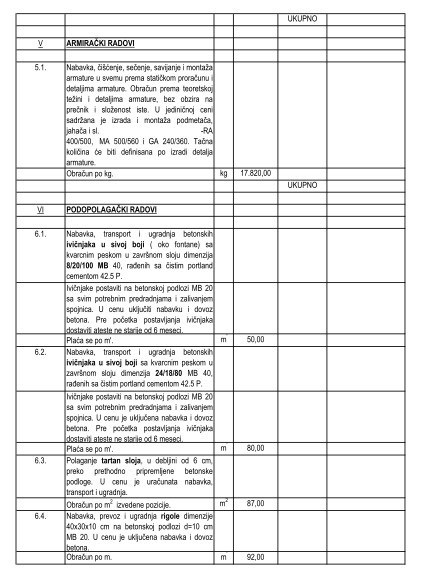 UKUPNO
V ARMIRAČKI RADOVI
5.1. Nabavka, čišćenje, sečenje, savijanje i montaža
armature u svemu prema statičkom proračunu i
detaljima armature. Obračun prema teoretskoj
težini i detaljima armature, bez obzira na
prečnik i složenost iste. U jediničnoj ceni
sadržana je izrada i montaža podmetača,
jahača i sl. -RA
400/500, MA 500/560 i GA 240/360. Tačna
količina će biti definisana po izradi detalja
armature.
Obračun po kg. kg 17.820,00
UKUPNO
VI PODOPOLAGAČKI RADOVI
6.1. Nabavka, transport i ugradnja betonskih
ivičnjaka u sivoj boji ( oko fontane) sa
kvarcnim peskom u završnom sloju dimenzija
8/20/100 MB 40, rađenih sa čistim portland
cementom 42.5 P.
Ivičnjake postaviti na betonskoj podlozi MB 20
sa svim potrebnim predradnjama i zalivanjem
spojnica. U cenu uključiti nabavku i dovoz
betona. Pre početka postavljanja ivičnjaka
dostaviti ateste ne starije od 6 meseci.
Plaća se po m'. m 50,00
6.2. Nabavka, transport i ugradnja betonskih
ivičnjaka u sivoj boji sa kvarcnim peskom u
završnom sloju dimenzija 24/18/80 MB 40,
rađenih sa čistim portland cementom 42.5 P.
Ivičnjake postaviti na betonskoj podlozi MB 20
sa svim potrebnim predradnjama i zalivanjem
spojnica. U cenu je uključena nabavka i dovoz
betona. Pre početka postavljanja ivičnjaka
dostaviti ateste ne starije od 6 meseci.
Plaća se po m'. m 80,00
6.3. Polaganje tartan sloja, u debljini od 6 cm,
preko prethodno pripremljene betonske
podloge. U cenu je uračunata nabavka,
transport i ugradnja.
Obračun po m² izvedene pozicije. m² 87,00
6.4. Nabavka, prevoz i ugradnja rigole dimenzije
40x30x10 cm na betonskoj podlozi d=10 cm
MB 20. U cenu je uključena nabavka i dovoz
betona.
Obračun po m. m 92,00